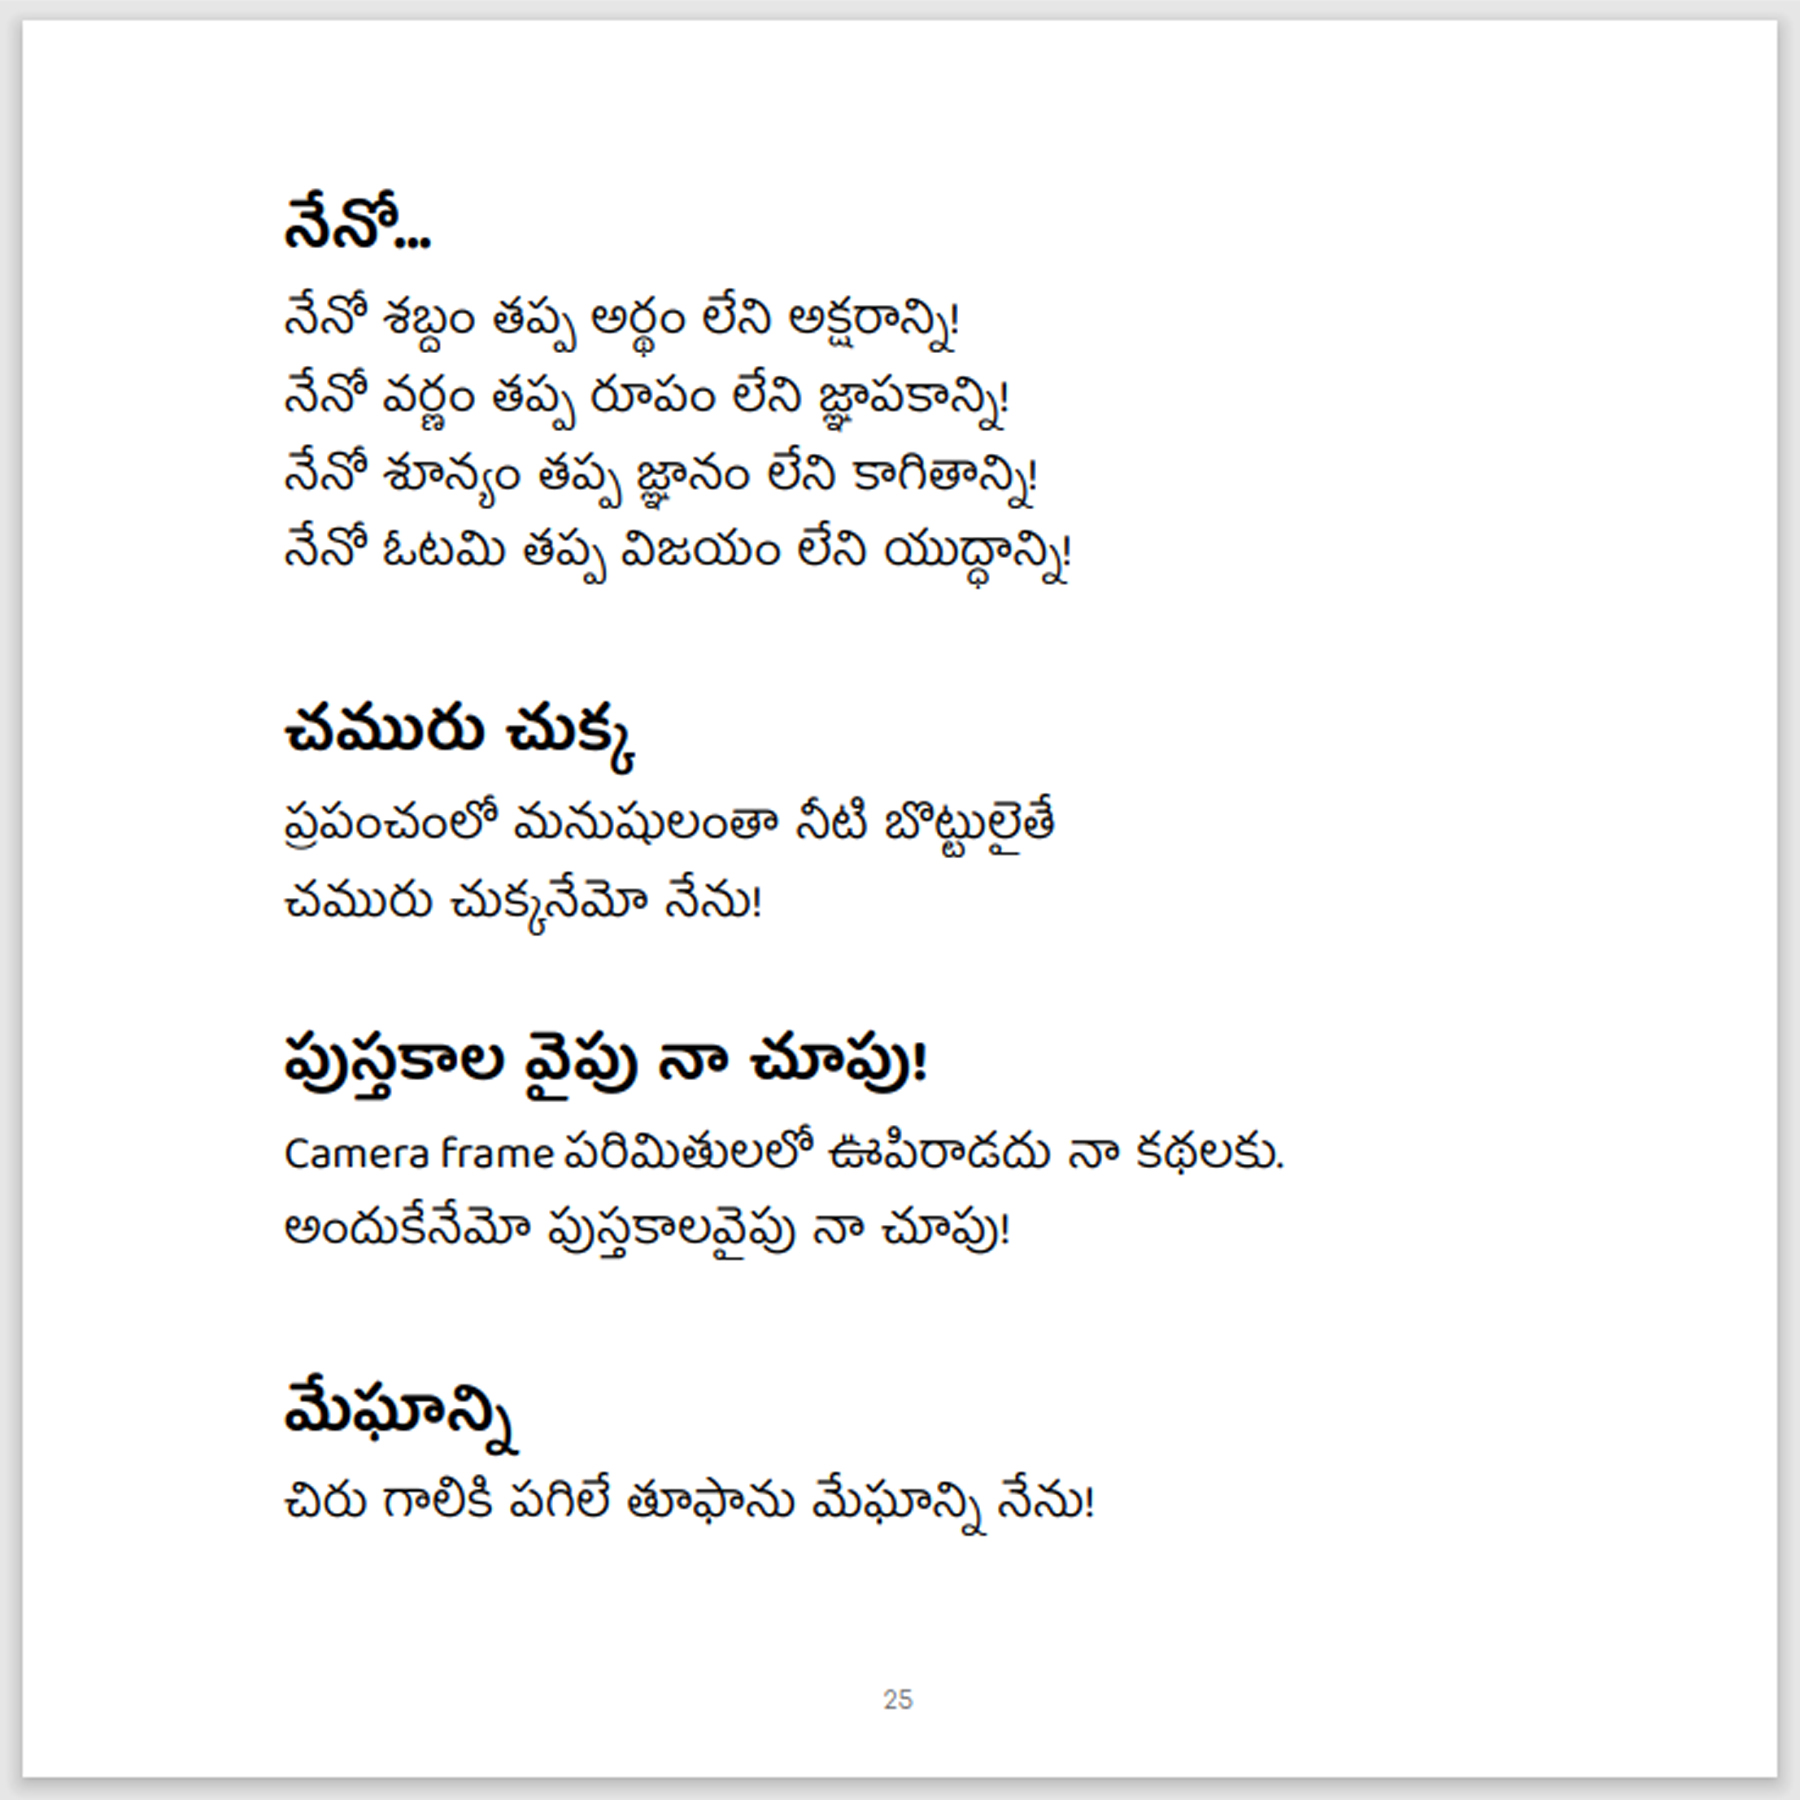 నేనో...
నేనో శబ్దం తప్ప అర్థం లేని అక్షరాన్ని!
నేనో వర్ణం తప్ప రూపం లేని జ్ఞాపకాన్ని!
నేనో శూన్యం తప్ప జ్ఞానం లేని కాగితాన్ని!
నేనో ఓటమి తప్ప విజయం లేని యుద్ధాన్ని!
చమురు చుక్క
ప్రపంచంలో మనుషులంతా నీటి బొట్టులైతే
చమురు చుక్కనేమో నేను!
పుస్తకాల వైపు నా చూపు!
Camera frame పరిమితులలో ఊపిరాడదు నా కథలకు.
అందుకేనేమో పుస్తకాలవైపు నా చూపు!
మేఘాన్ని
చిరు గాలికి పగిలే తూఫాను మేఘాన్ని నేను!
25